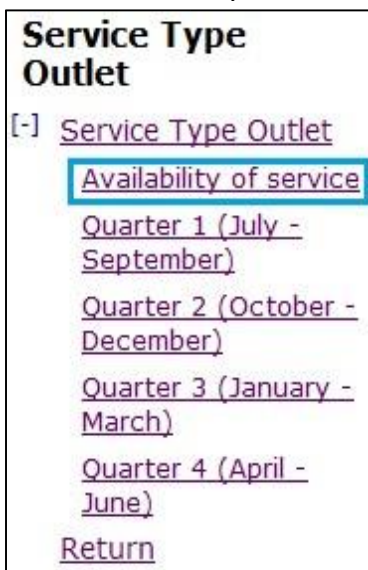 Service Type
Outlet
[-] Service Type Outlet
Availability of service
Quarter 1 (July -
September)
Quarter 2 (October -
December)
Quarter 3 (January -
March)
Quarter 4 (April -
June)
Return